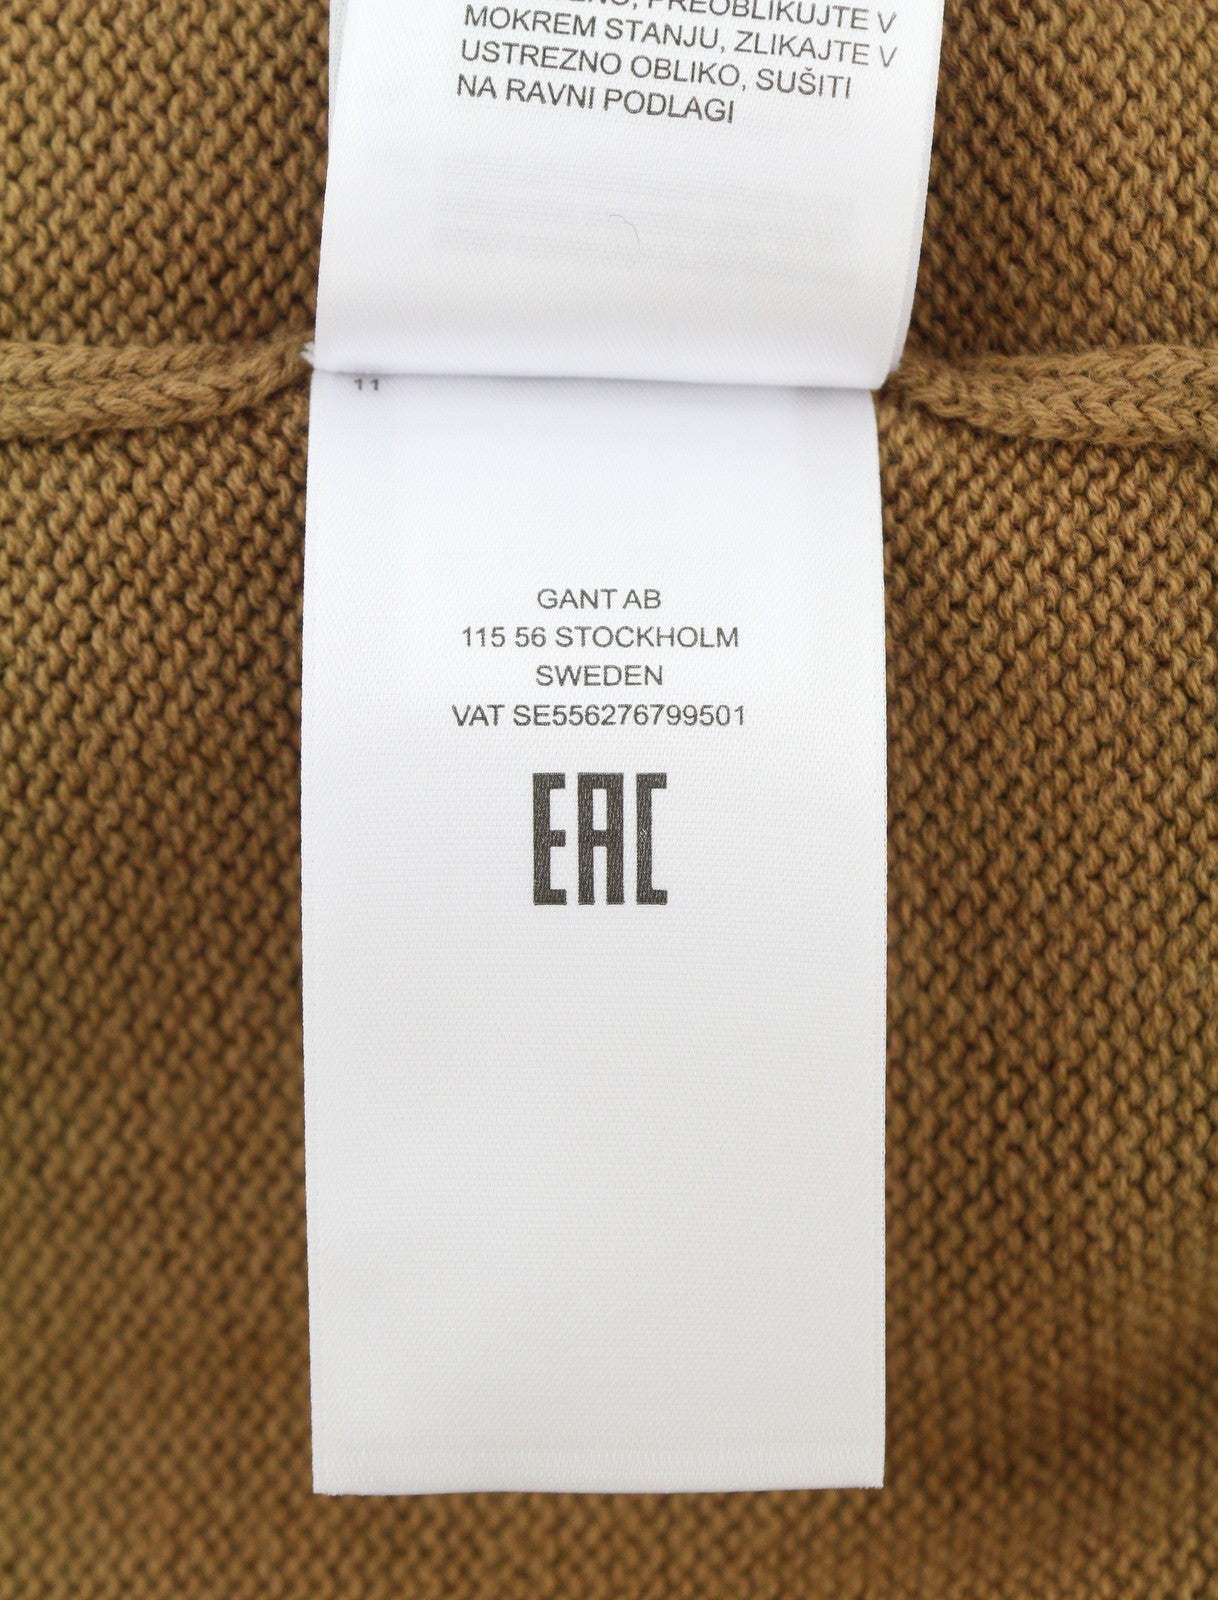 PREOBLIKUJTE V
MOKREM STANJU, ZLIKAJTE V
USTREZNO OBLIKO, SUŠITI
NA RAVNI PODLAGI
11
GANT AB
115 56 STOCKHOLM
SWEDEN
VAT SE556276799501
EAC